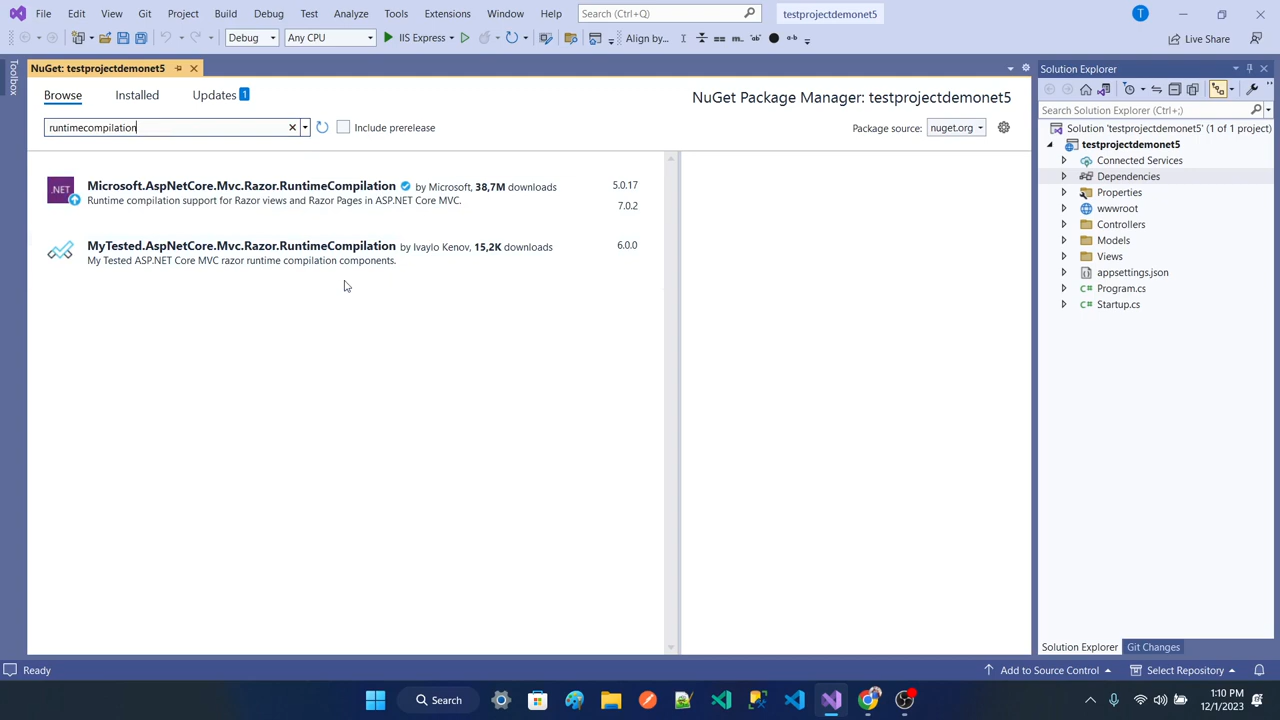 File Edit View Git Project Build Debug Test Analyze Tools Extensions Window Help Search (Ctrl+Q) testprojectdemonet5 T
Debug Any CPU IIS Express Align by... Live Share
Toolbox
NuGet: testprojectdemonet5
Browse Installed Updates 1
NuGet Package Manager: testprojectdemonet5
runtimecompilation
Include prerelease
Package source: nuget.org
.NET
Microsoft.AspNetCore.Mvc.Razor.RuntimeCompilation by Microsoft, 38,7M downloads 5.0.17
Runtime compilation support for Razor views and Razor Pages in ASP.NET Core MVC. 7.0.2
MyTested.AspNetCore.Mvc.Razor.RuntimeCompilation by Ivaylo Kenov, 15,2K downloads 6.0.0
My Tested ASP.NET Core MVC razor runtime compilation components.
Solution Explorer
Search Solution Explorer (Ctrl+;)
Solution 'testprojectdemonet5' (1 of 1 project)
testprojectdemonet5
Connected Services
Dependencies
Properties
wwwroot
Controllers
Models
Views
appsettings.json
C# Program.cs
C# Startup.cs
Solution Explorer Git Changes
Ready
Add to Source Control Select Repository
Search
1:10 PM
12/1/2023